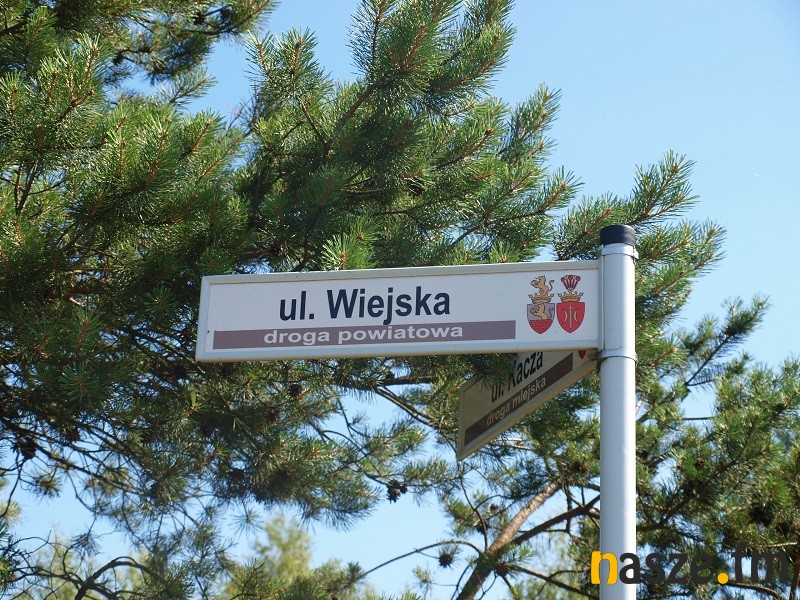 ul. Wiejska
droga powiatowa
ul. Kacza
droga miejska
nasze.fm